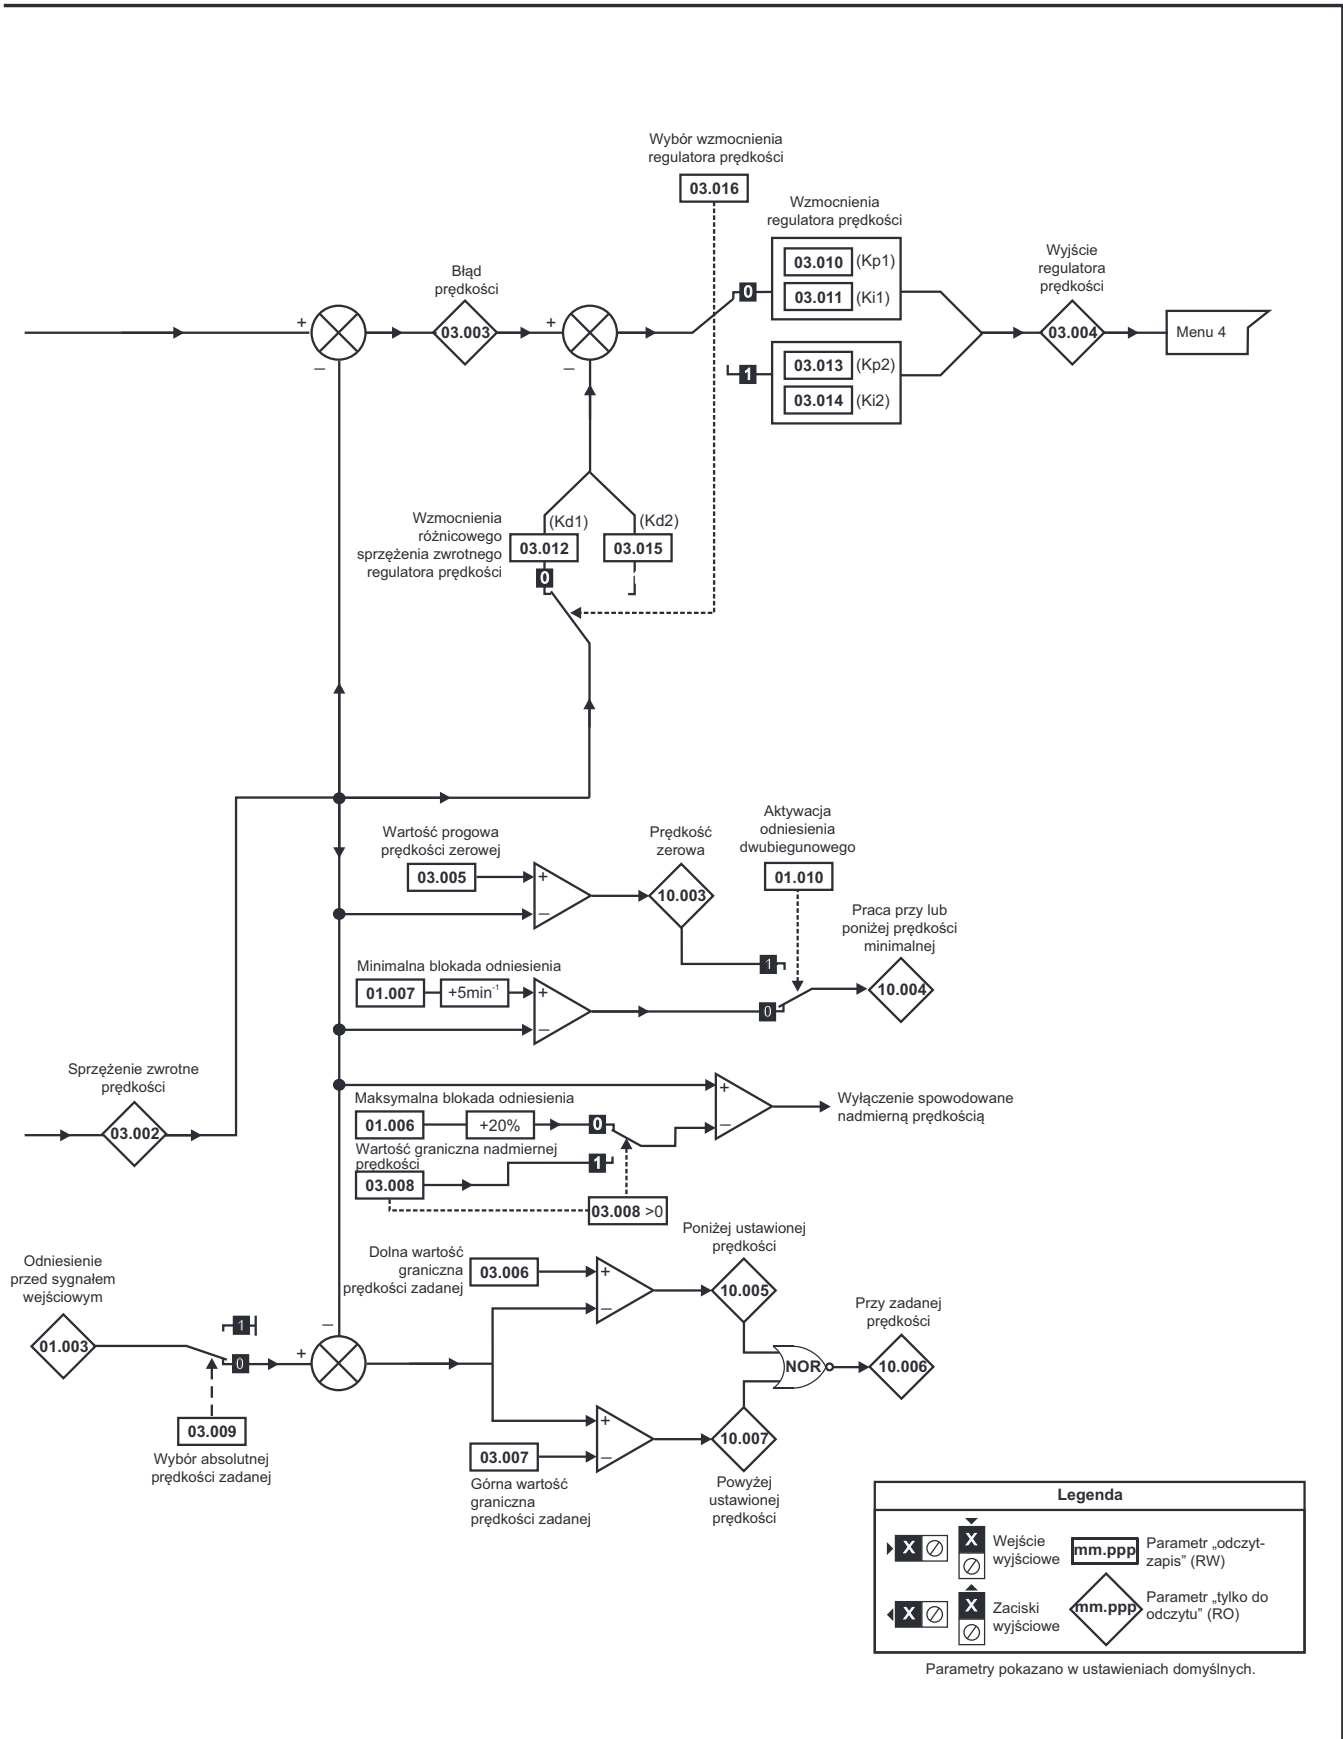 Wybór wzmocnienia
regulatora prędkości
03.016
Wzmocnienia
regulatora prędkości
03.010 (Kp1)
03.011 (Ki1)
0
Wyjście
regulatora
prędkości
03.004
Menu 4
Błąd
prędkości
03.003
+
–
+
–
1
03.013 (Kp2)
03.014 (Ki2)
Wzmocnienia
różnicowego
sprzężenia zwrotnego
regulatora prędkości
(Kd1)
03.012
0
(Kd2)
03.015
Wartość progowa
prędkości zerowej
03.005
+
–
Prędkość
zerowa
10.003
Aktywacja
odniesienia
dwubiegunowego
01.010
1
0
Praca przy lub
poniżej prędkości
minimalnej
10.004
Minimalna blokada odniesienia
01.007
+5min-1
+
–
Sprzężenie zwrotne
prędkości
03.002
Maksymalna blokada odniesienia
01.006
+20%
0
Wartość graniczna nadmiernej
prędkości
03.008
1
03.008 >0
+
–
Wyłączenie spowodowane
nadmierną prędkością
Odniesienie
przed sygnałem
wejściowym
01.003
1
0
03.009
Wybór absolutnej
prędkości zadanej
+
–
Dolna wartość
graniczna
prędkości zadanej
03.006
+
–
Poniżej ustawionej
prędkości
10.005
NOR
Przy zadanej
prędkości
10.006
03.007
Górna wartość
graniczna
prędkości zadanej
+
–
10.007
Powyżej
ustawionej
prędkości
Legenda
X
X
Wejście
wyjściowe
mm.ppp
Parametr „odczyt-
zapis” (RW)
X
X
Zaciski
wyjściowe
mm.ppp
Parametr „tylko do
odczytu” (RO)
Parametry pokazano w ustawieniach domyślnych.